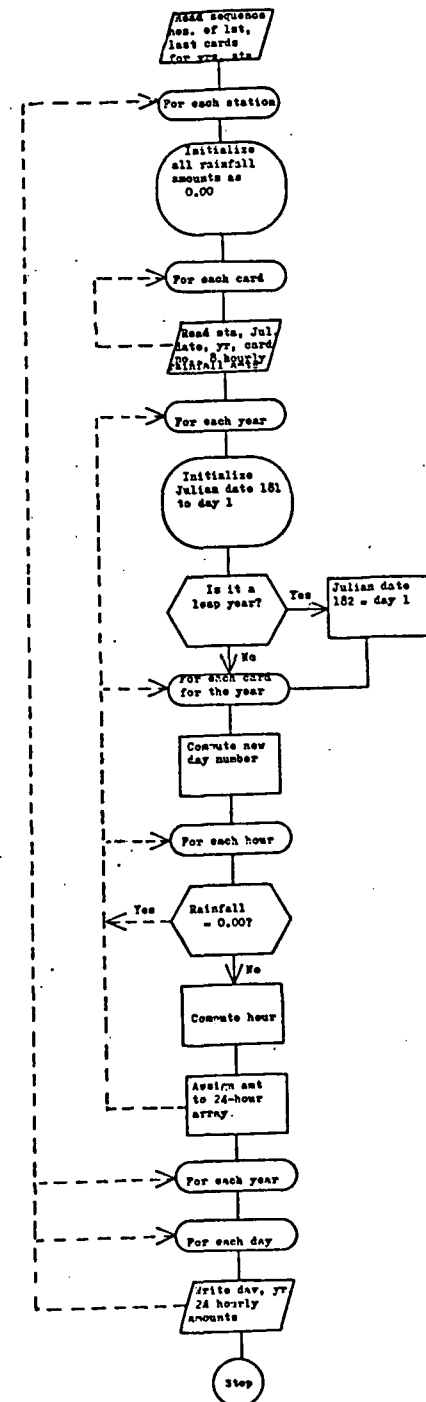 Read sequence
nos. of 1st,
last cards
for yrs, sta
For each station
Initialize
all rainfall
amounts as
0.00
For each card
Read sta, Jul.
date, yr, card
no., 8 hourly
rainfall amts
For each year
Initialize
Julian date 181
to day 1
Is it a
leap year?
Yes
Julian date
182 = day 1
No
For each card
for the year
Compute new
day number
For each hour
Yes
Rainfall
= 0.00?
No
Compute hour
Assign amt
to 24-hour
array.
For each year
For each day
Write day, yr
24 hourly
amounts
Stop